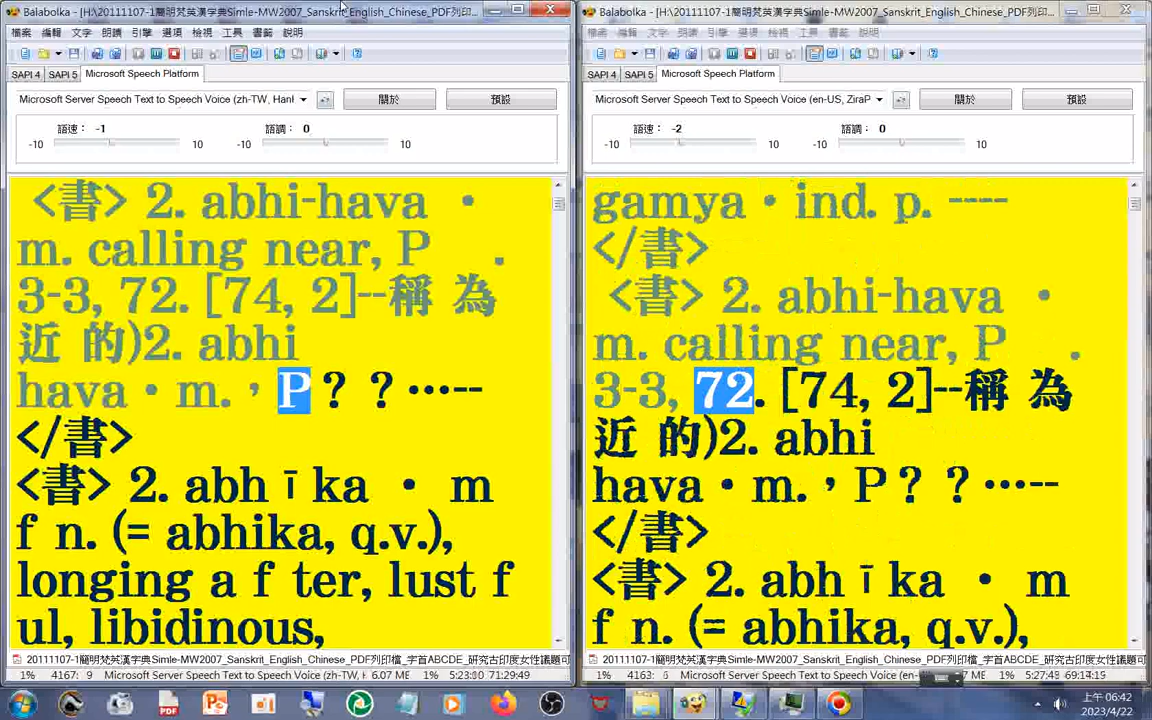 Balabolka - [H:\20111107-1簡明梵英漢字典Simle-MW2007_Sanskrit_English_Chinese_PDF列印...
檔案 編輯 文字 朗讀 引擎 選項 檢視 工具 書籤 說明
SAPI 4 SAPI 5 Microsoft Speech Platform
Microsoft Server Speech Text to Speech Voice (zh-TW, HanH 關於 預設
語速： -1 語調： 0
-10 10 -10 10
<書> 2. abhi-hava •
m. calling near, P .
3-3, 72. [74, 2]--稱 為
近 的)2. abhi
hava • m. , P ? ? …--
</書>
<書> 2. abh ī ka • m
f n. (= abhika, q.v.),
longing a f ter, lust f
ul, libidinous,
20111107-1簡明梵英漢字典Simle-MW2007_Sanskrit_English_Chinese_PDF列印檔_字首ABCDE_研究古印度女性議題可
1% 4167: 9 Microsoft Server Speech Text to Speech Voice (zh-TW, H 6.07 MB 1% 5:23:80 71:29:49
Balabolka - [H:\20111107-1簡明梵英漢字典Simle-MW2007_Sanskrit_English_Chinese_PDF列印...
檔案 編輯 文字 朗讀 引擎 選項 檢視 工具 書籤 說明
SAPI 4 SAPI 5 Microsoft Speech Platform
Microsoft Server Speech Text to Speech Voice (en-US, ZiraP 關於 預設
語速： -2 語調： 0
-10 10 -10 10
gamya • ind. p. ----
</書>
<書> 2. abhi-hava •
m. calling near, P .
3-3, 72. [74, 2]--稱 為
近 的)2. abhi
hava • m. , P ? ? …--
</書>
<書> 2. abh ī ka • m
f n. (= abhika, q.v.),
20111107-1簡明梵英漢字典Simle-MW2007_Sanskrit_English_Chinese_PDF列印檔_字首ABCDE_研究古印度女性議題可
1% 4163: 6 Microsoft Server Speech Text to Speech Voice 6.07 MB 1% 5:27:48 69:14:19
上午 06:42
2023/4/22